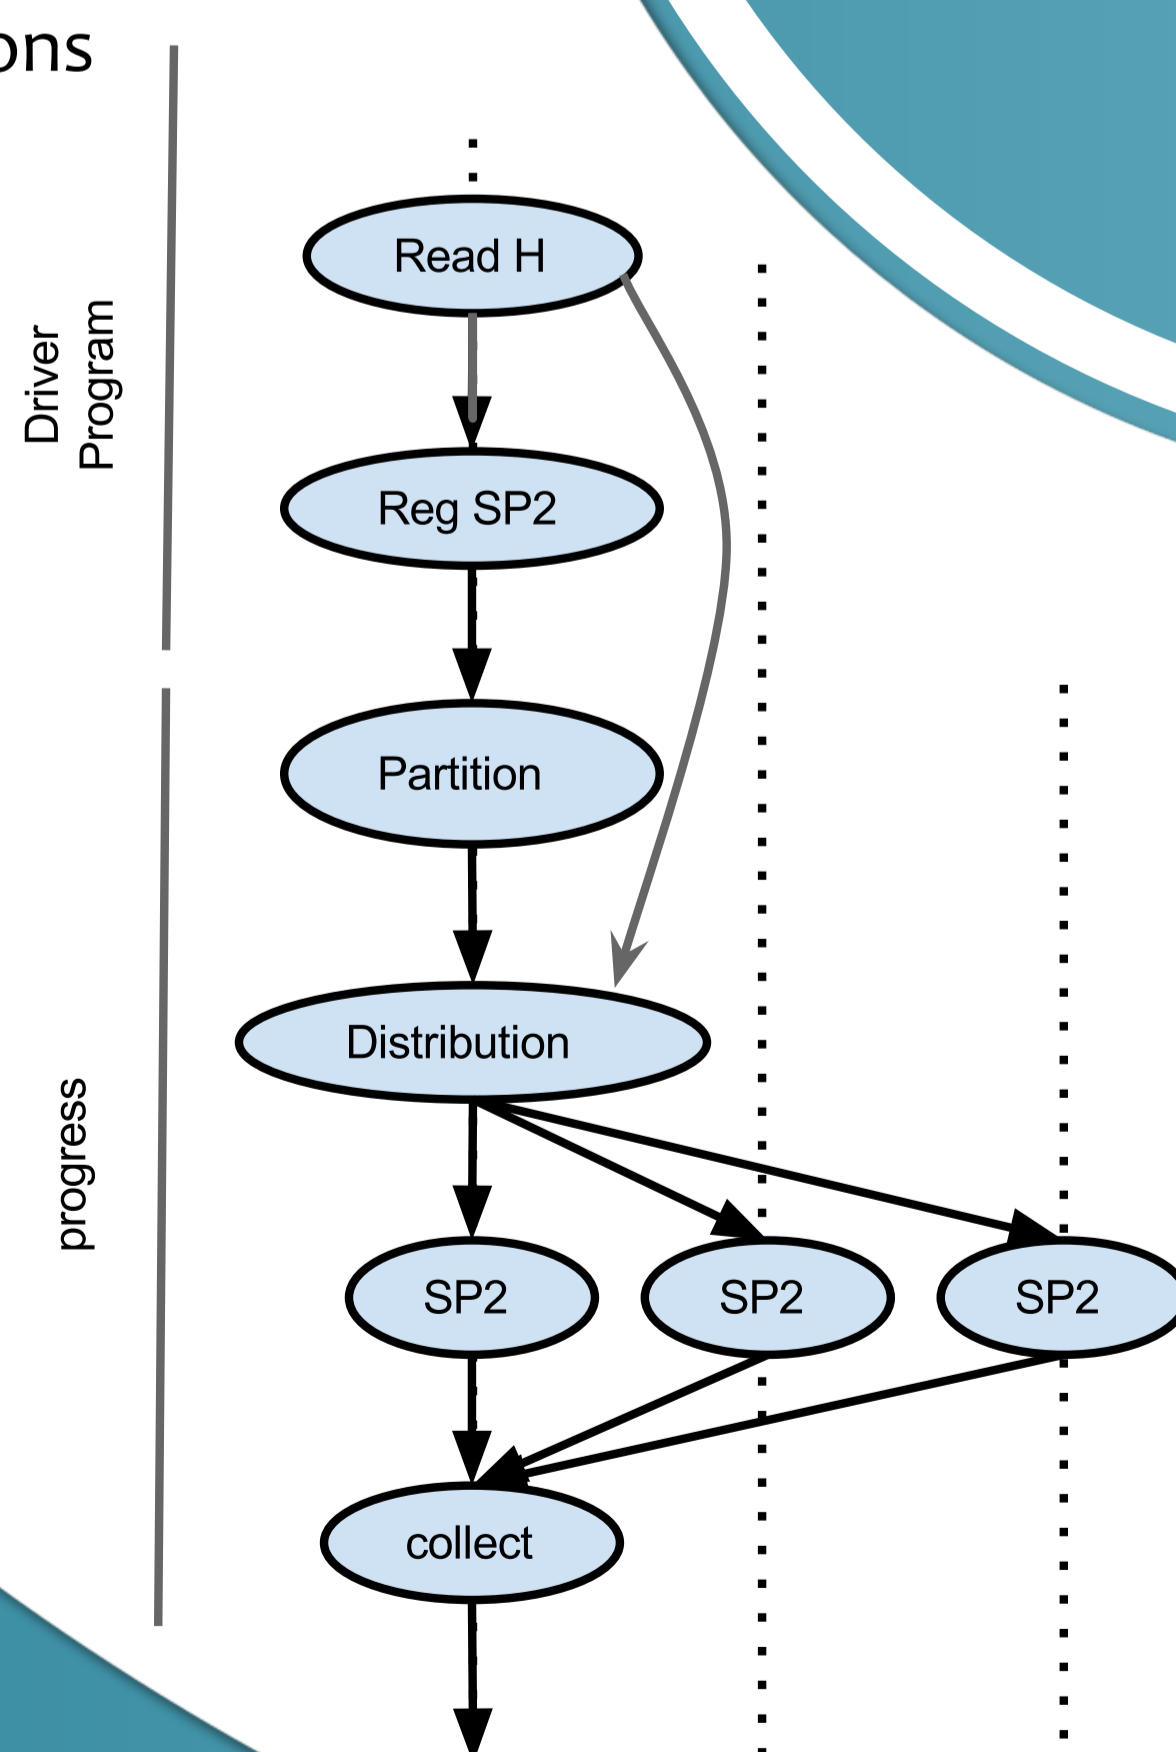 ons
Driver
Program
Read H
Reg SP2
Partition
Distribution
progress
SP2 SP2 SP2
collect